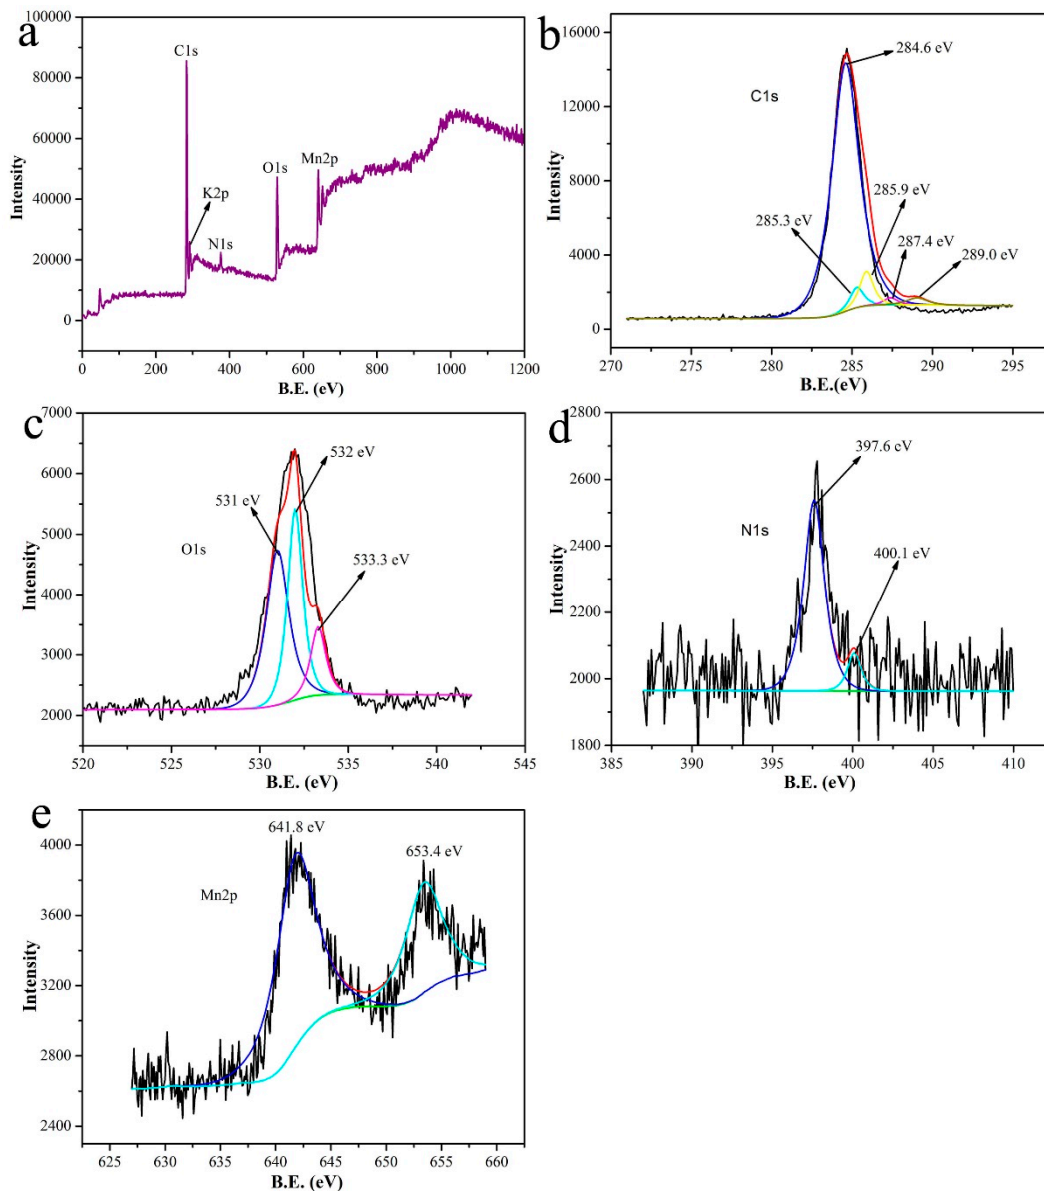 a
C1s
K2p
N1s
O1s
Mn2p
Intensity
100000
80000
60000
40000
20000
0
0 200 400 600 800 1000 1200
B.E. (eV)
b
C1s
284.6 eV
285.9 eV
285.3 eV
287.4 eV
289.0 eV
Intensity
16000
12000
8000
4000
0
270 275 280 285 290 295
B.E.(eV)
c
O1s
532 eV
531 eV
533.3 eV
Intensity
7000
6000
5000
4000
3000
2000
520 525 530 535 540 545
B.E. (eV)
d
N1s
397.6 eV
400.1 eV
Intensity
2800
2600
2400
2200
2000
1800
385 390 395 400 405 410
B.E. (eV)
e
Mn2p
641.8 eV
653.4 eV
Intensity
4000
3600
3200
2800
2400
625 630 635 640 645 650 655 660
B.E. (eV)